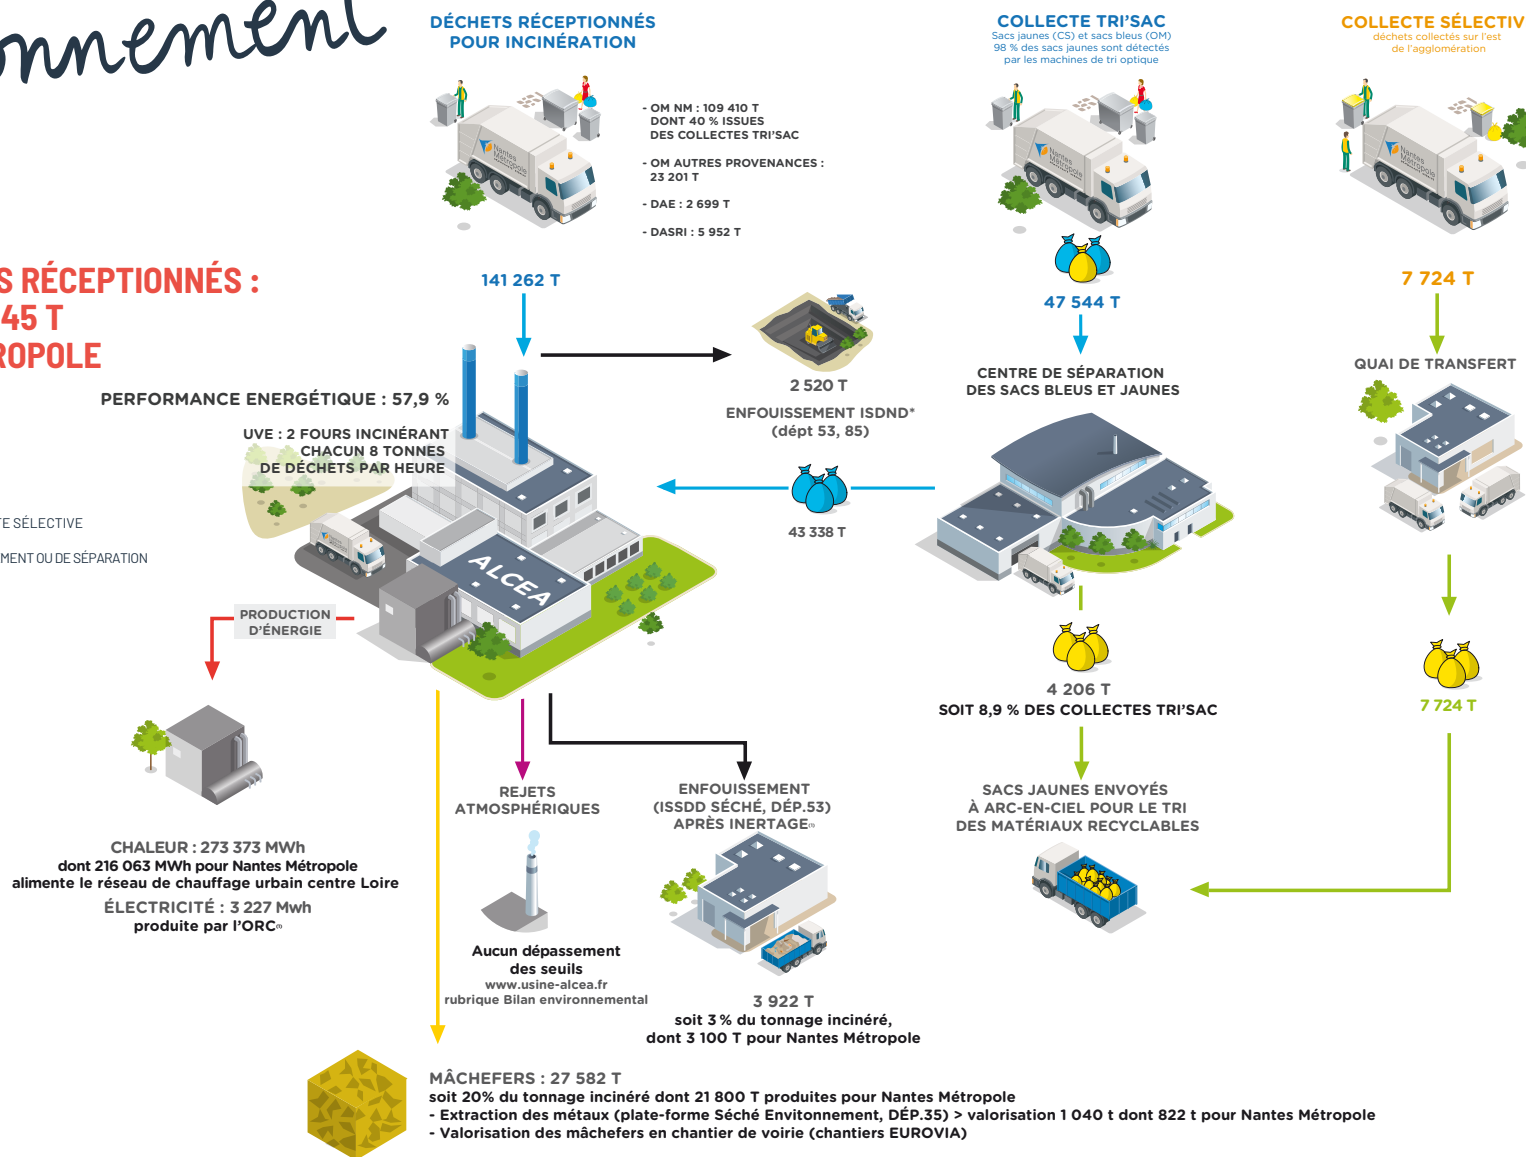 onnement
DÉCHETS RÉCEPTIONNÉS
POUR INCINÉRATION
- OM NM : 109 410 T
DONT 40 % ISSUES
DES COLLECTES TRI'SAC
- OM AUTRES PROVENANCES :
23 201 T
- DAE : 2 699 T
- DASRI : 5 952 T
Nantes
Métropole
141 262 T
COLLECTE TRI'SAC
Sacs jaunes (CS) et sacs bleus (OM)
98 % des sacs jaunes sont détectés
par les machines de tri optique
Nantes
Métropole
47 544 T
COLLECTE SÉLECTIV
déchets collectés sur l'est
de l'agglomération
Nantes
Métropole
7 724 T
S RÉCEPTIONNÉS :
45 T
ROPOLE
PERFORMANCE ENERGÉTIQUE : 57,9 %
UVE : 2 FOURS INCINÉRANT
CHACUN 8 TONNES
DE DÉCHETS PAR HEURE
TE SÉLECTIVE
EMENT OU DE SÉPARATION
ALCEA
2 520 T
ENFOUISSEMENT ISDND*
(dépt 53, 85)
43 338 T
CENTRE DE SÉPARATION
DES SACS BLEUS ET JAUNES
QUAI DE TRANSFERT
PRODUCTION
D'ÉNERGIE
4 206 T
SOIT 8,9 % DES COLLECTES TRI'SAC
7 724 T
CHALEUR : 273 373 MWh
dont 216 063 MWh pour Nantes Métropole
alimente le réseau de chauffage urbain centre Loire
ÉLECTRICITÉ : 3 227 Mwh
produite par l'ORC
REJETS
ATMOSPHÉRIQUES
Aucun dépassement
des seuils
www.usine-alcea.fr
rubrique Bilan environnemental
ENFOUISSEMENT
(ISSDD SÉCHÉ, DÉP.53)
APRÈS INERTAGE
3 922 T
soit 3 % du tonnage incinéré,
dont 3 100 T pour Nantes Métropole
SACS JAUNES ENVOYÉS
À ARC-EN-CIEL POUR LE TRI
DES MATÉRIAUX RECYCLABLES
MÂCHEFERS : 27 582 T
soit 20% du tonnage incinéré dont 21 800 T produites pour Nantes Métropole
- Extraction des métaux (plate-forme Séché Envitonnement, DÉP.35) > valorisation 1 040 t dont 822 t pour Nantes Métropole
- Valorisation des mâchefers en chantier de voirie (chantiers EUROVIA)